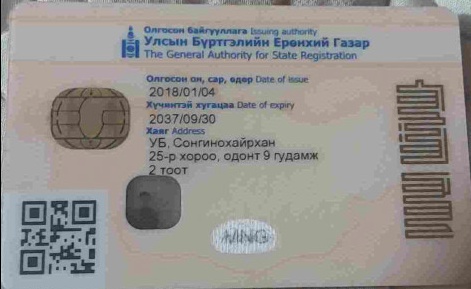 Олгосон байгууллага Issuing authority
Улсын Бүртгэлийн Ерөнхий Газар
The General Authority for State Registration
Олгосон он, сар, өдөр Date of issue
2018/01/04
Хүчинтэй хугацаа Date of expiry
2037/09/30
Хаяг Address
УБ, Сонгинохайрхан
25-р хороо, одонт 9 гудамж
2 тоот
MNG